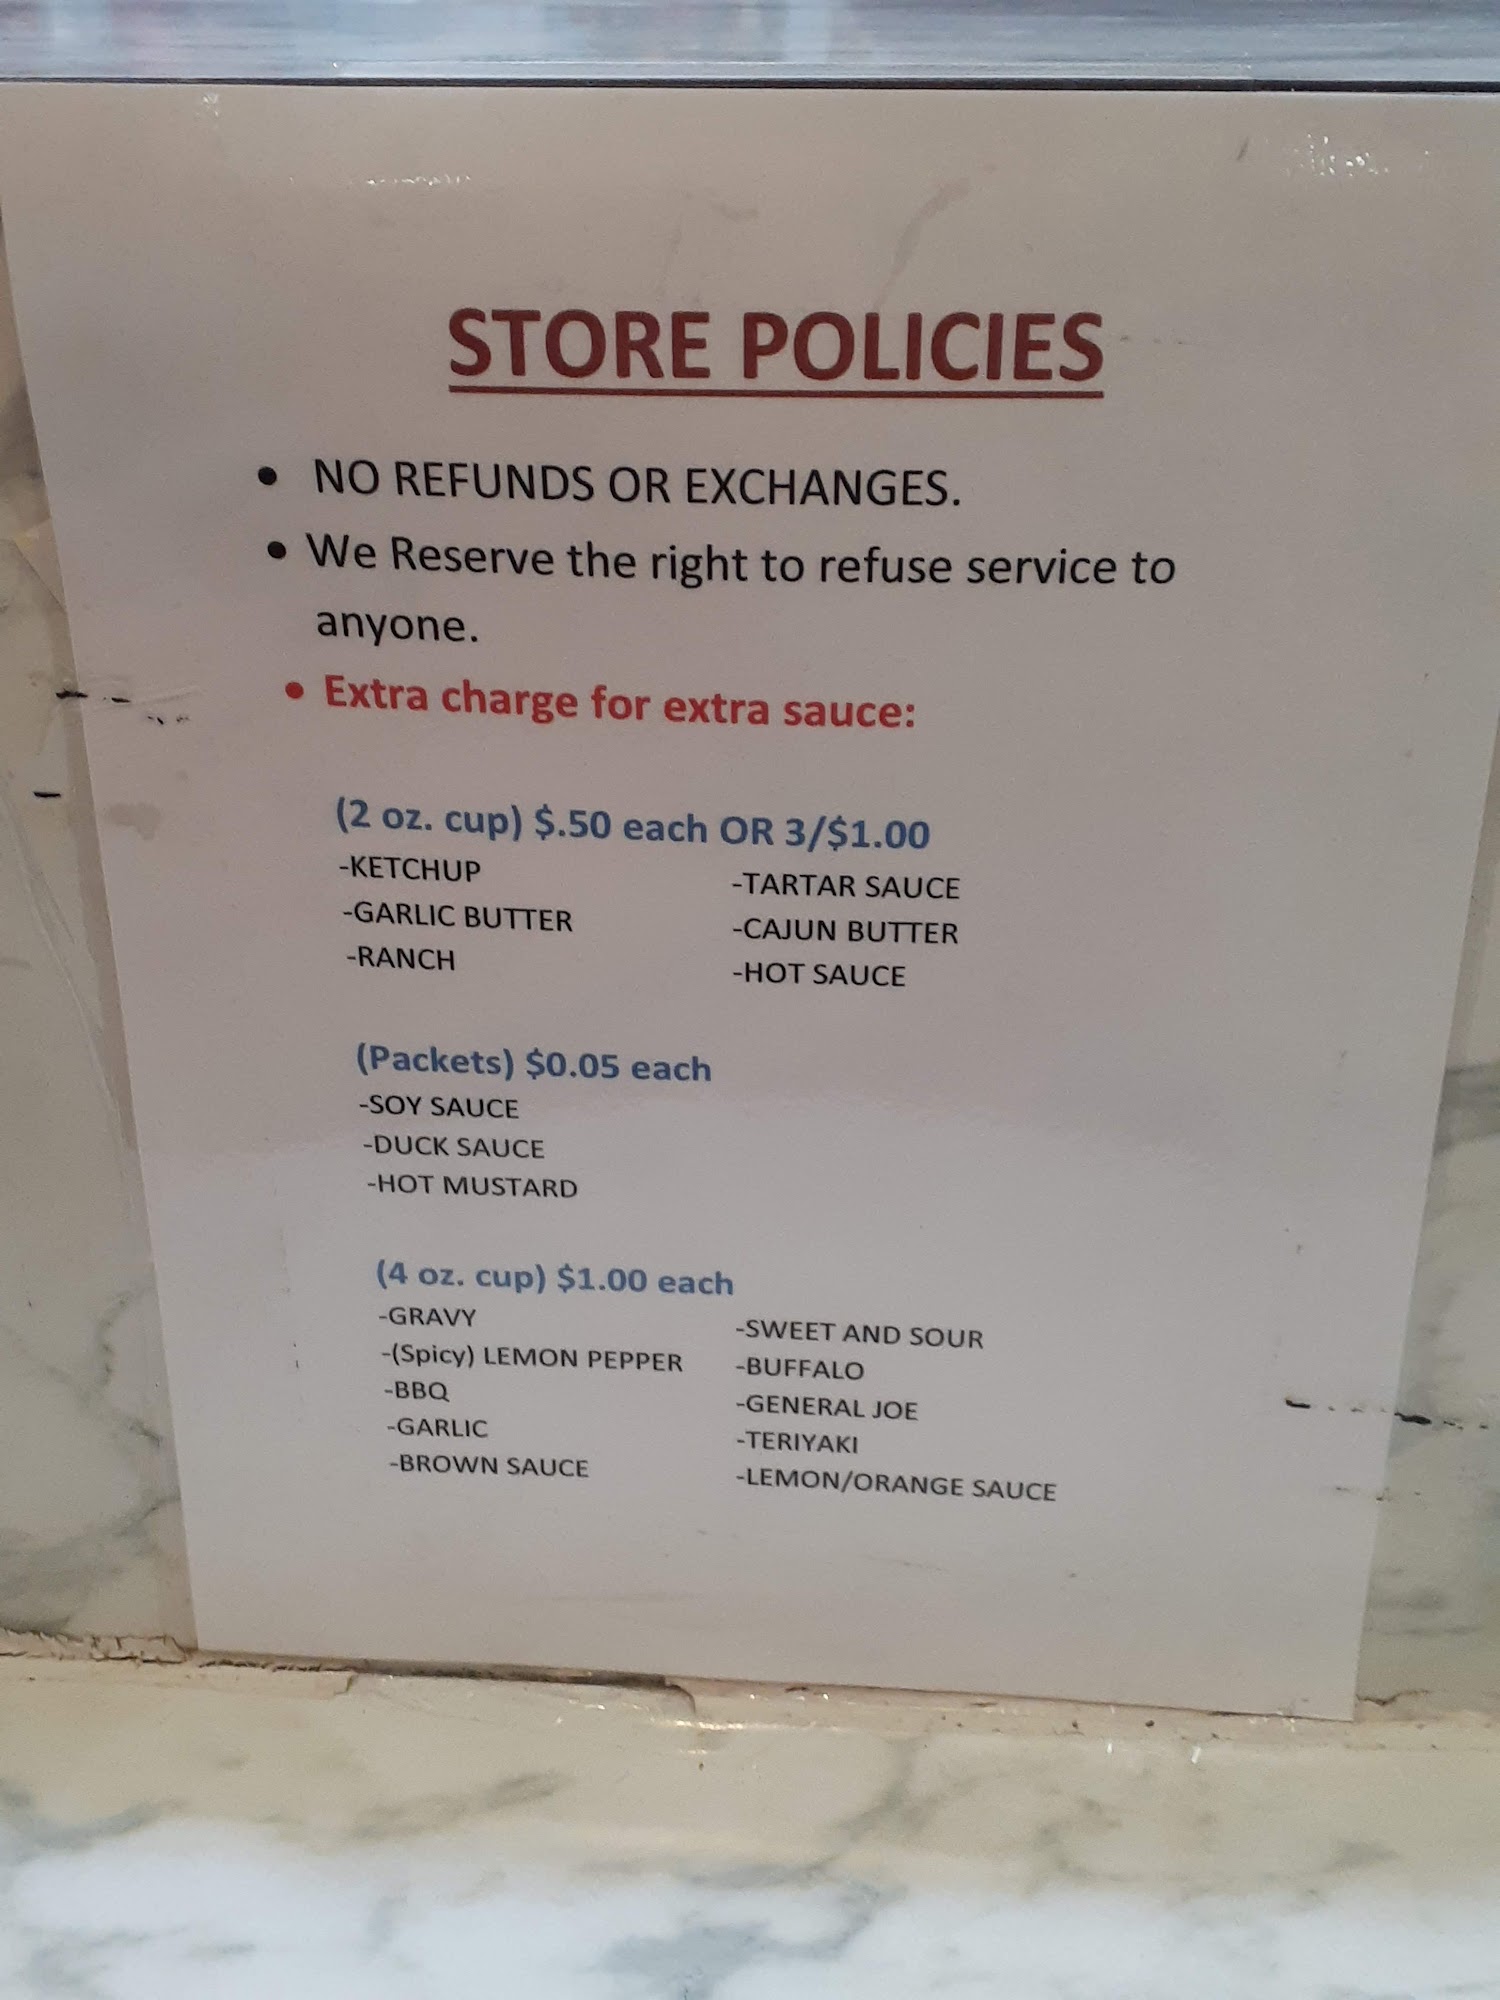 STORE POLICIES
• NO REFUNDS OR EXCHANGES.
• We Reserve the right to refuse service to
anyone.
• Extra charge for extra sauce:
(2 oz. cup) $.50 each OR 3/$1.00
-KETCHUP
-GARLIC BUTTER
-RANCH
-TARTAR SAUCE
-CAJUN BUTTER
-HOT SAUCE
(Packets) $0.05 each
-SOY SAUCE
-DUCK SAUCE
-HOT MUSTARD
(4 oz. cup) $1.00 each
-GRAVY
-(Spicy) LEMON PEPPER
-BBQ
-GARLIC
-BROWN SAUCE
-SWEET AND SOUR
-BUFFALO
-GENERAL JOE
-TERIYAKI
-LEMON/ORANGE SAUCE